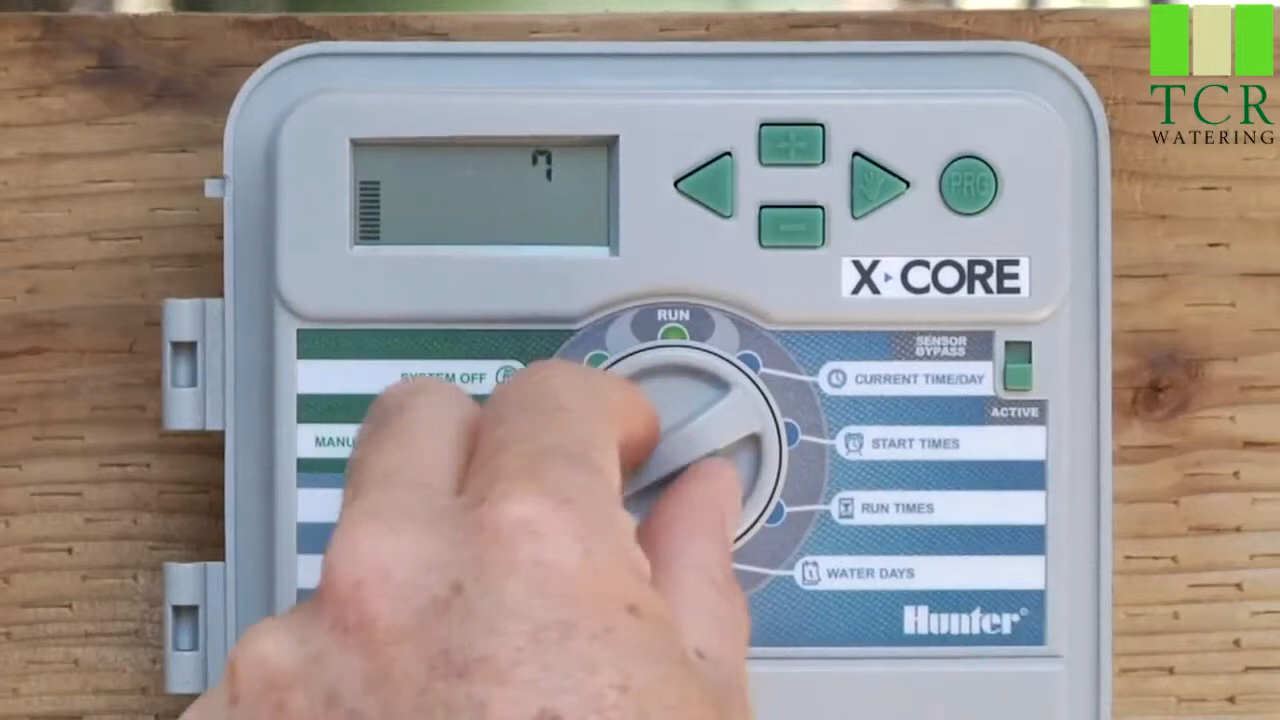 TCR
WATERING
7
PRG
X CORE
RUN
SENSOR
BYPASS
SYSTEM OFF
CURRENT TIME/DAY
ACTIVE
START TIMES
RUN TIMES
WATER DAYS
Hunter®